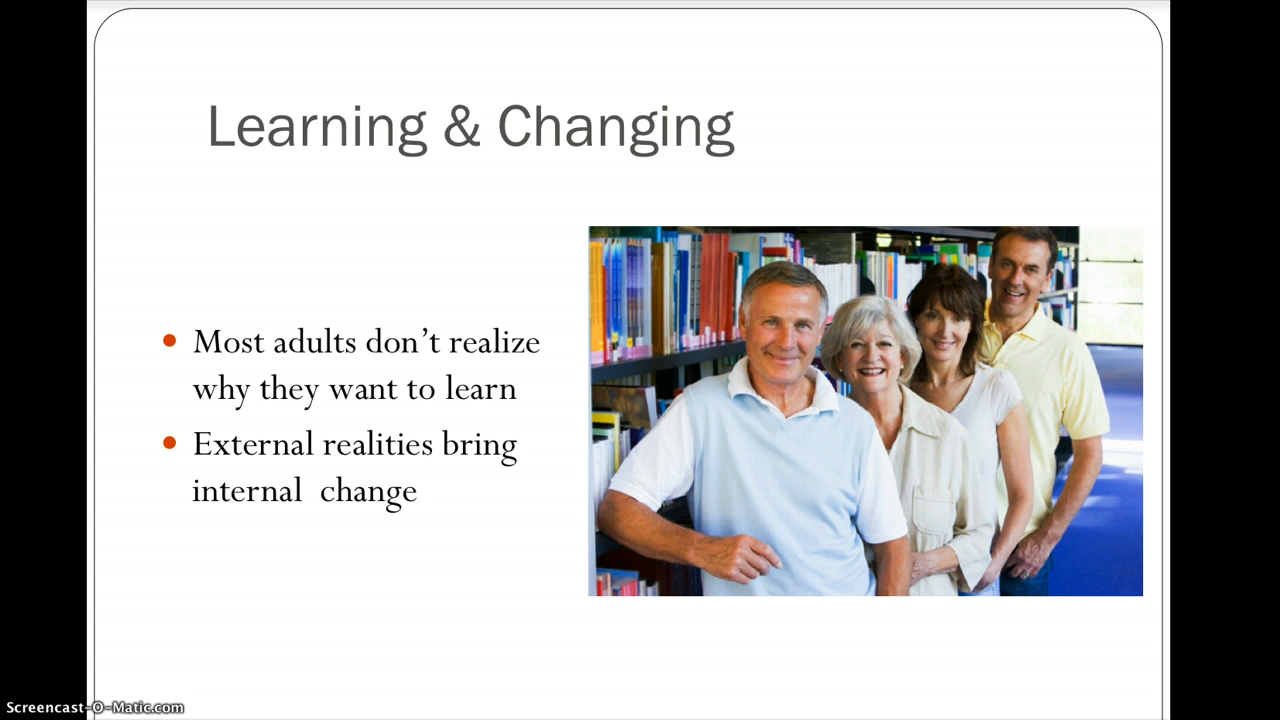 Learning & Changing
Most adults don’t realize
why they want to learn
External realities bring
internal  change
Screencast-O-Matic.com